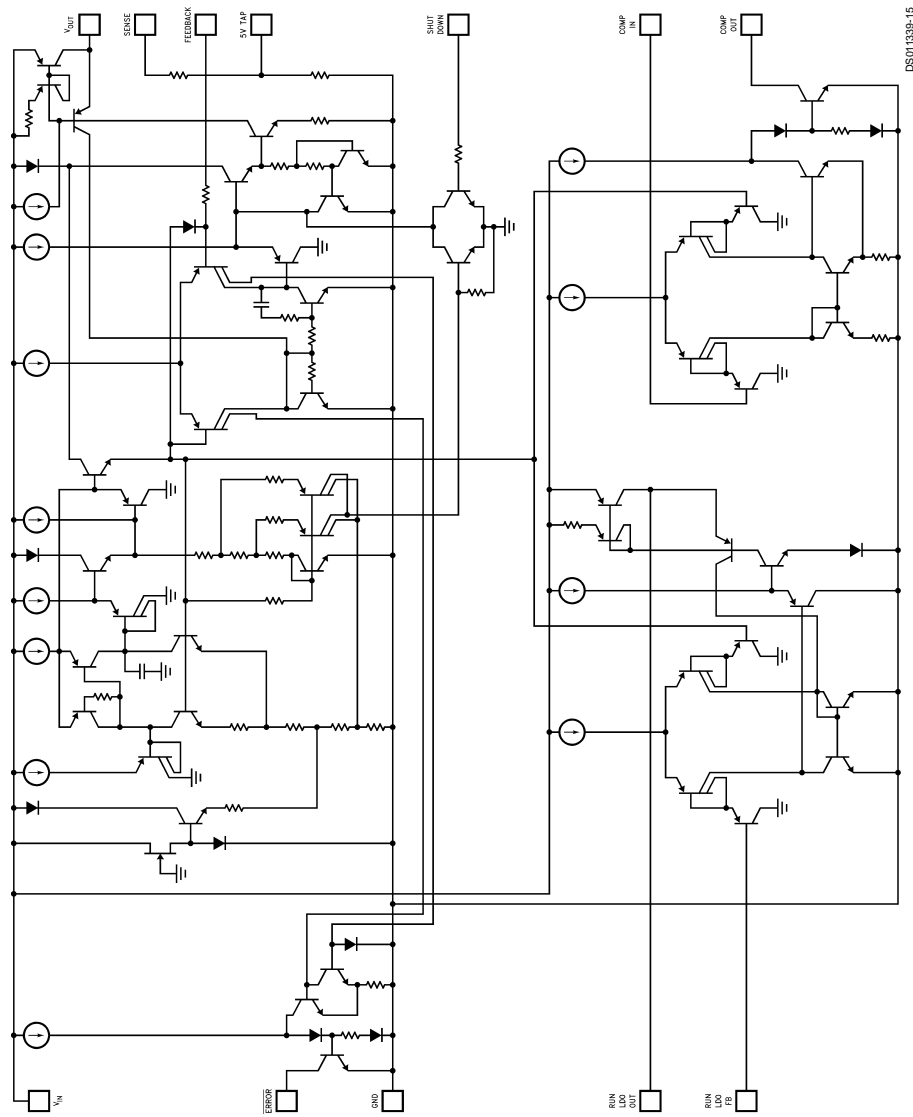 VOUT
SENSE
FEEDBACK
5V TAP
SHUT
DOWN
COMP
IN
COMP
OUT
DS011339-15
VIN
ERROR
GND
RUN
LDO
OUT
RUN
LDO
FB